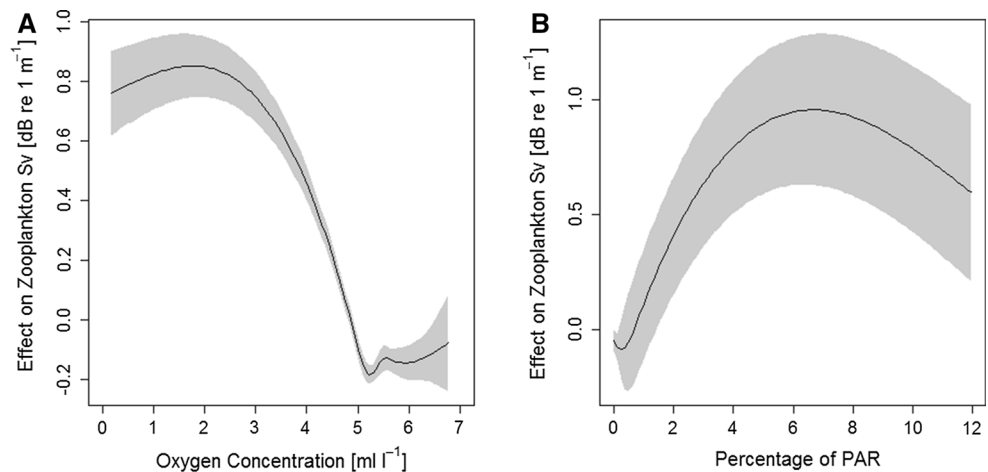 A
Effect on Zooplankton Sv [dB re 1 m⁻¹]
1.0
0.8
0.6
0.4
0.2
0.0
-0.2
0 1 2 3 4 5 6 7
Oxygen Concentration [ml l⁻¹]
B
Effect on Zooplankton Sv [dB re 1 m⁻¹]
1.0
0.5
0.0
0 2 4 6 8 10 12
Percentage of PAR